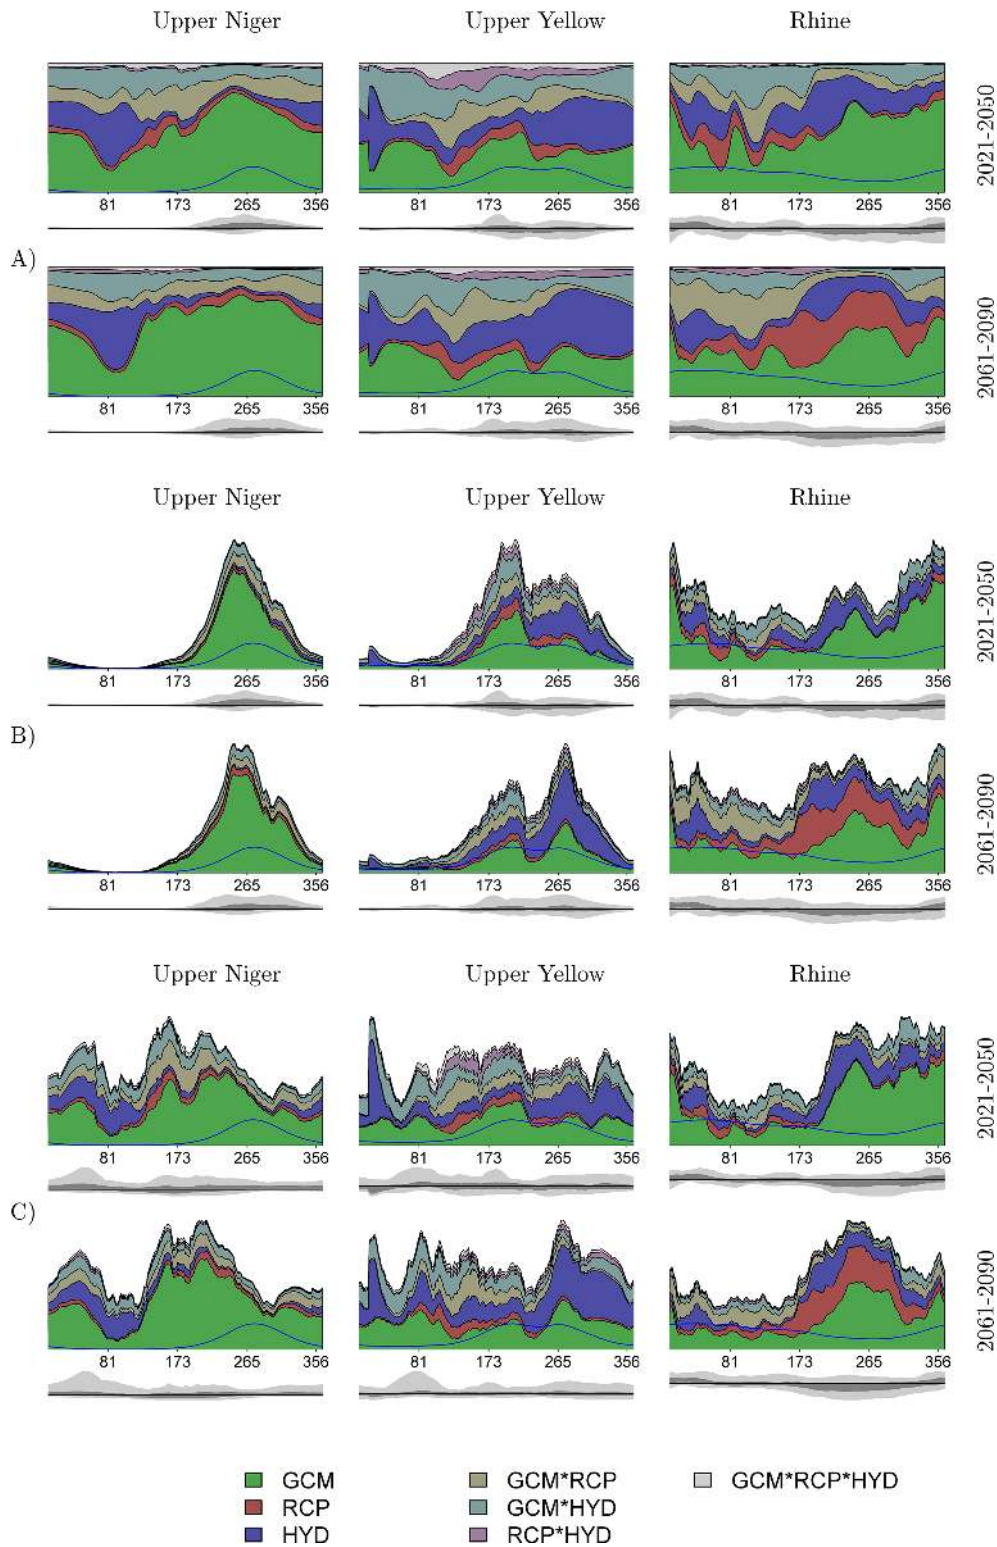 Upper Niger Upper Yellow Rhine
2021-2050
81 173 265 356 81 173 265 356 81 173 265 356
A)
2061-2090
81 173 265 356 81 173 265 356 81 173 265 356
Upper Niger Upper Yellow Rhine
2021-2050
81 173 265 356 81 173 265 356 81 173 265 356
B)
2061-2090
81 173 265 356 81 173 265 356 81 173 265 356
Upper Niger Upper Yellow Rhine
2021-2050
81 173 265 356 81 173 265 356 81 173 265 356
C)
2061-2090
81 173 265 356 81 173 265 356 81 173 265 356
GCM GCM*RCP GCM*RCP*HYD
RCP GCM*HYD
HYD RCP*HYD